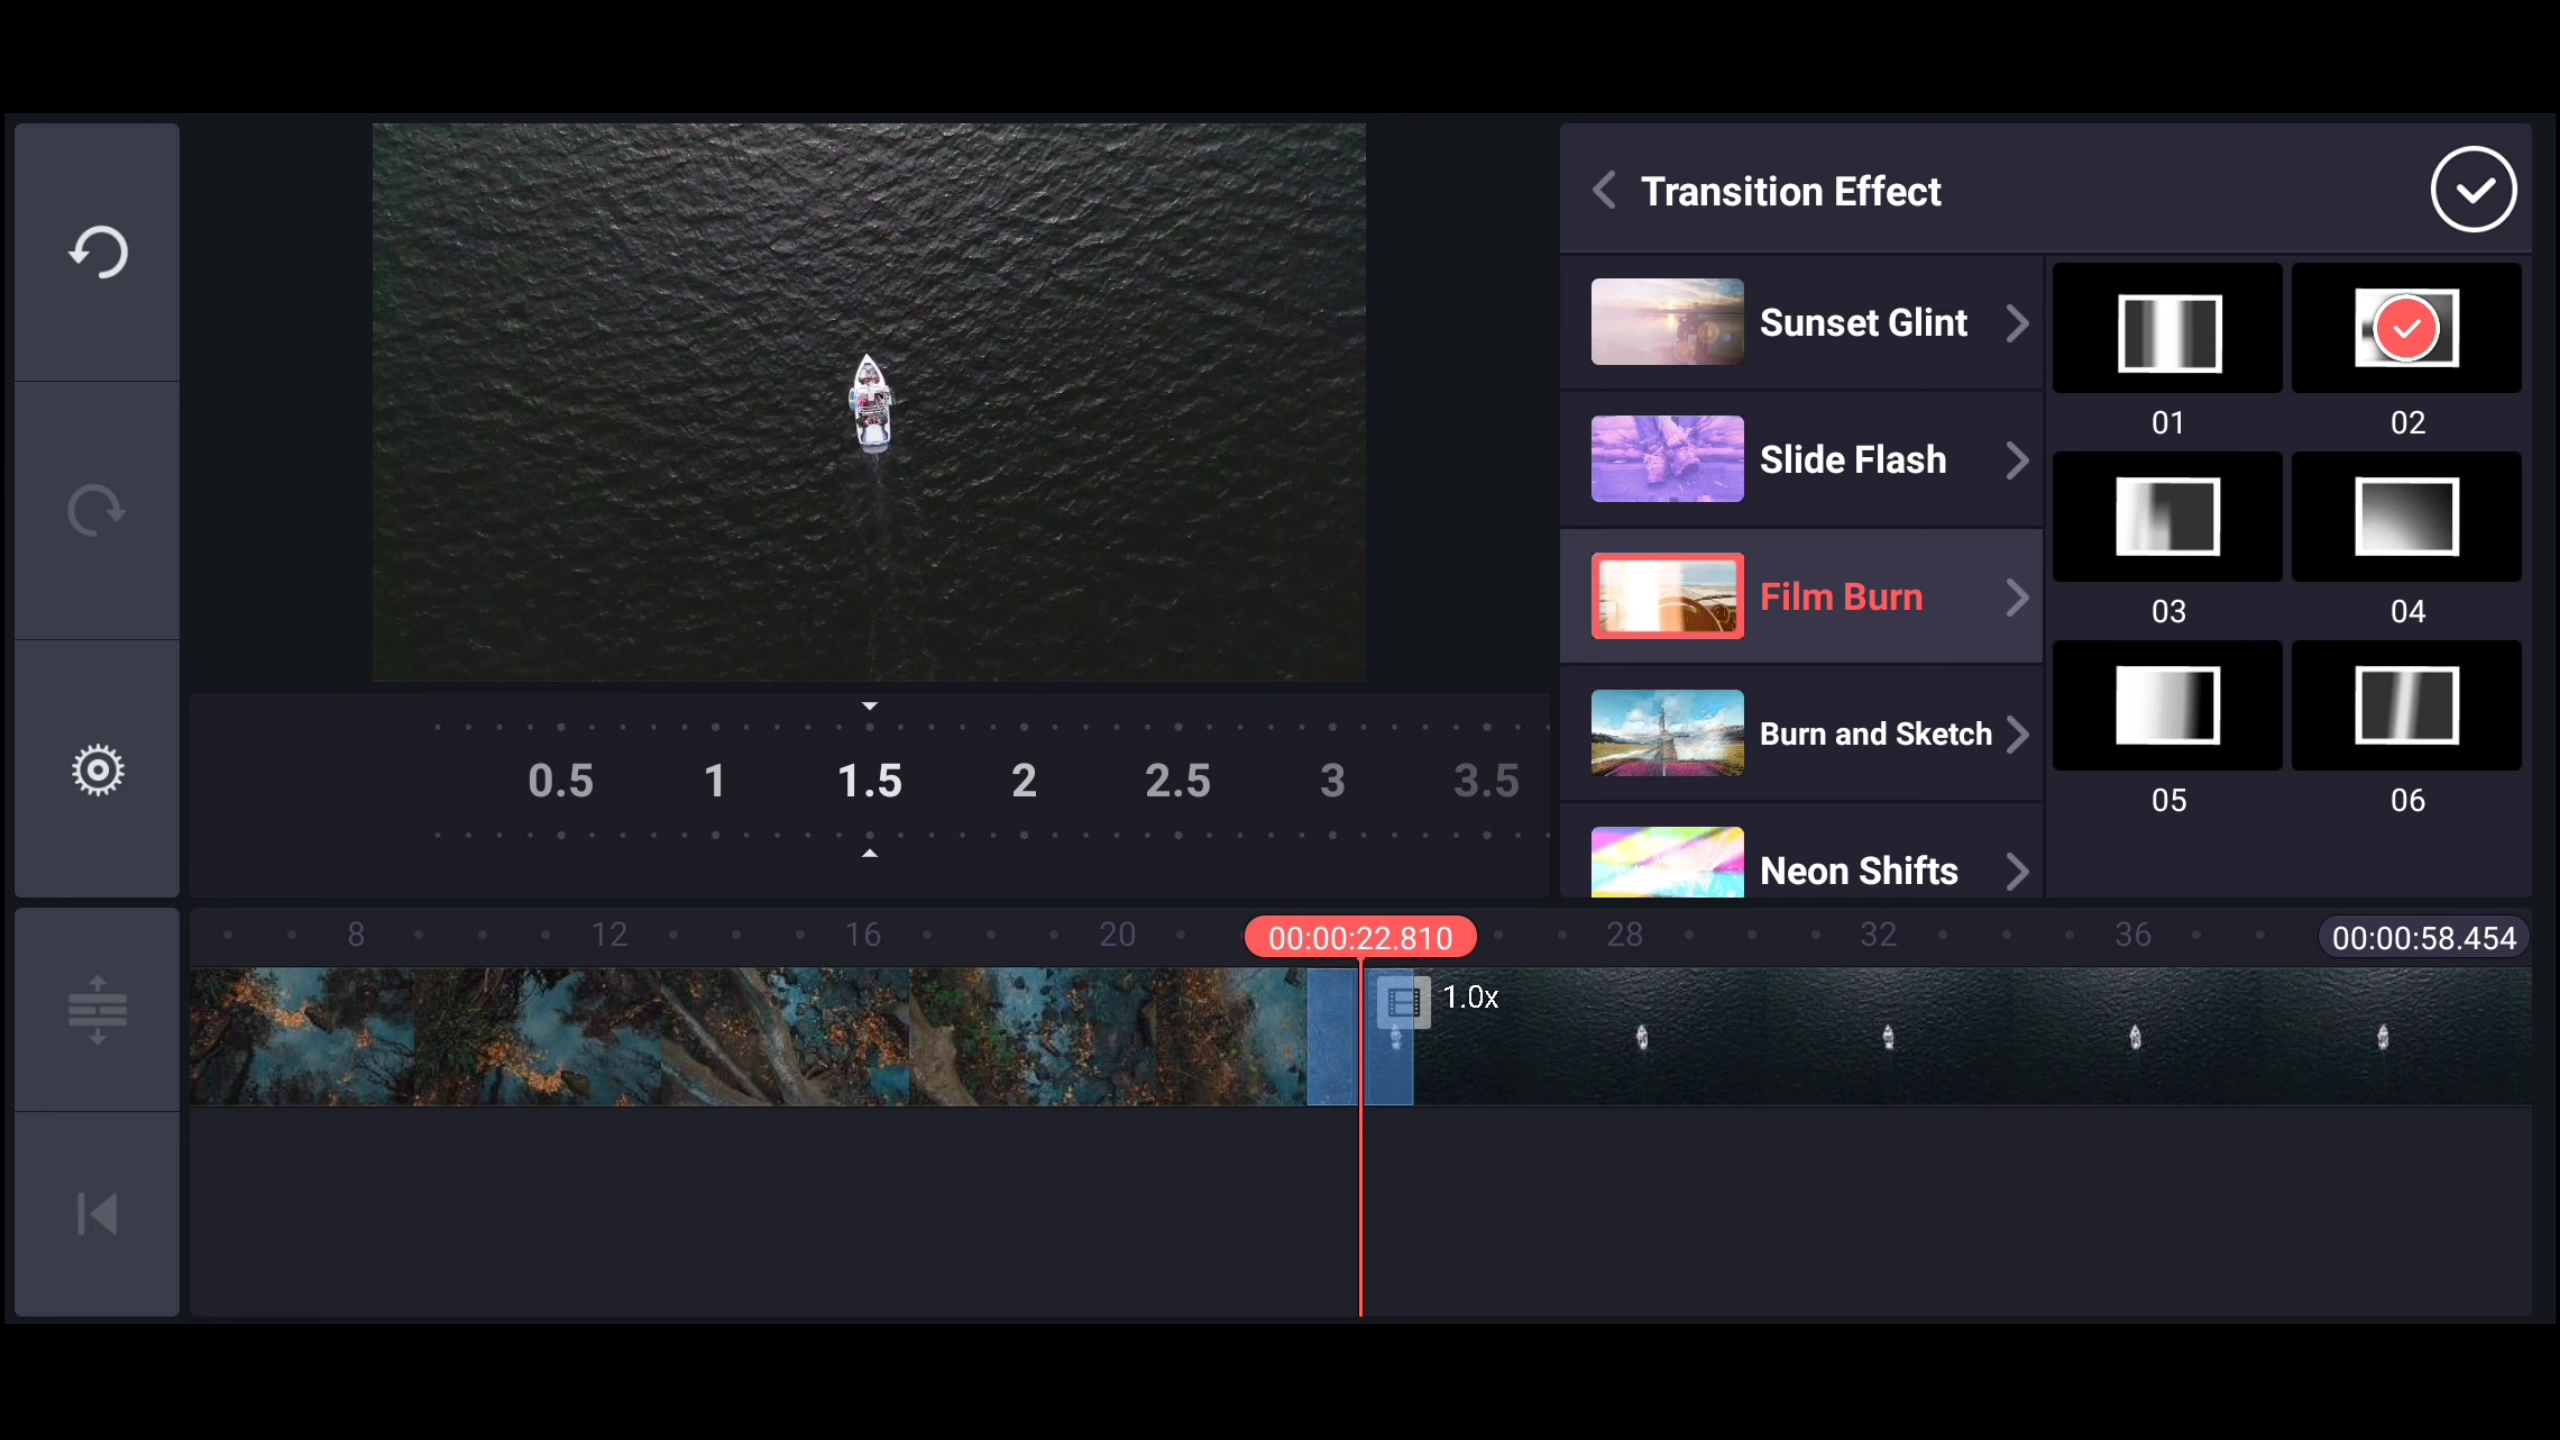 Transition Effect
Sunset Glint
Slide Flash
Film Burn
Burn and Sketch
Neon Shifts
01
02
03
04
05
06
0.5 1 1.5 2 2.5 3 3.5
8 12 16 20 00:00:22.810 28 32 36 00:00:58.454
1.0x